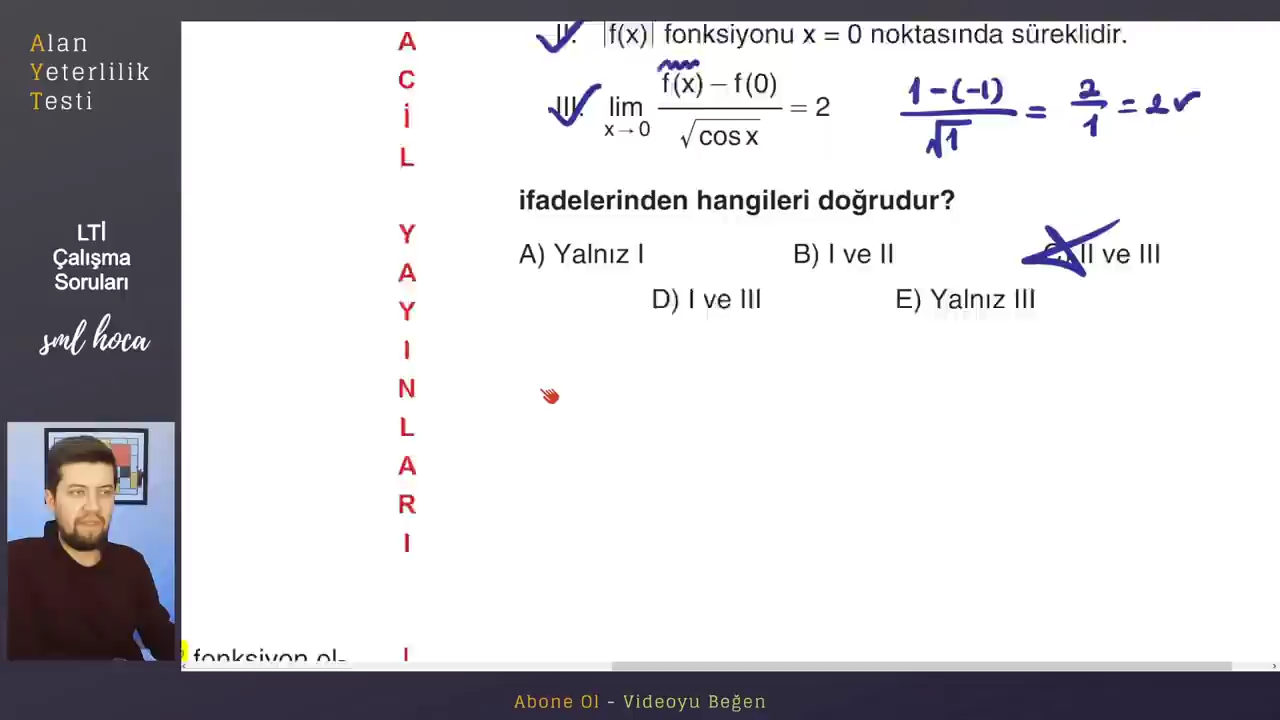 Alan
Yeterlilik
Testi
LTİ
Çalışma
Soruları
sml hoca
A
C
İ
L
Y
A
Y
I
N
L
A
R
I
II. |f(x)| fonksiyonu x = 0 noktasında süreklidir.
III. lim x→0 (f(x) – f(0)) / √cos x = 2
(1-(-1)) / √1 = 2/1 = 2 ✓
ifadelerinden hangileri doğrudur?
A) Yalnız I B) I ve II C) II ve III
D) I ve III E) Yalnız III
fonksiyon ol-
Abone Ol - Videoyu Beğen